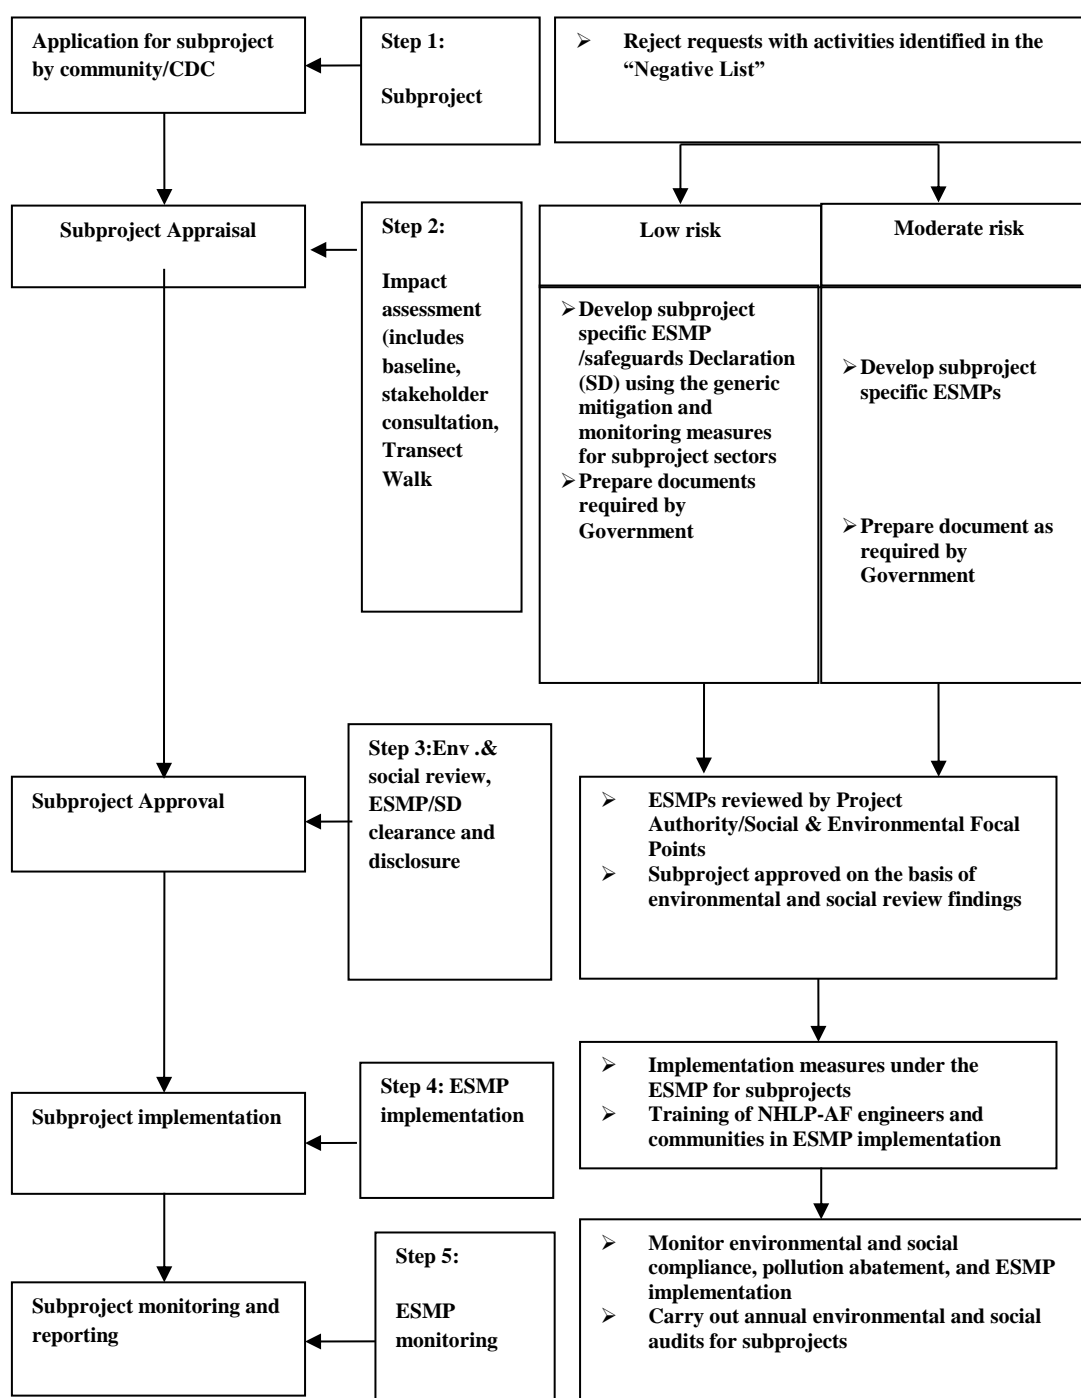 Application for subproject
by community/CDC
Step 1:
Subproject
➢ Reject requests with activities identified in the
“Negative List”
Subproject Appraisal
Step 2:
Impact
assessment
(includes
baseline,
stakeholder
consultation,
Transect
Walk
Low risk
Moderate risk
➢ Develop subproject
specific ESMP
/safeguards Declaration
(SD) using the generic
mitigation and
monitoring measures
for subproject sectors
➢ Prepare documents
required by
Government
➢ Develop subproject
specific ESMPs
➢ Prepare document as
required by
Government
Subproject Approval
Step 3:Env .&
social review,
ESMP/SD
clearance and
disclosure
➢ ESMPs reviewed by Project
Authority/Social & Environmental Focal
Points
➢ Subproject approved on the basis of
environmental and social review findings
Subproject implementation
Step 4: ESMP
implementation
➢ Implementation measures under the
ESMP for subprojects
➢ Training of NHLP-AF engineers and
communities in ESMP implementation
Subproject monitoring and
reporting
Step 5:
ESMP
monitoring
➢ Monitor environmental and social
compliance, pollution abatement, and ESMP
implementation
➢ Carry out annual environmental and social
audits for subprojects